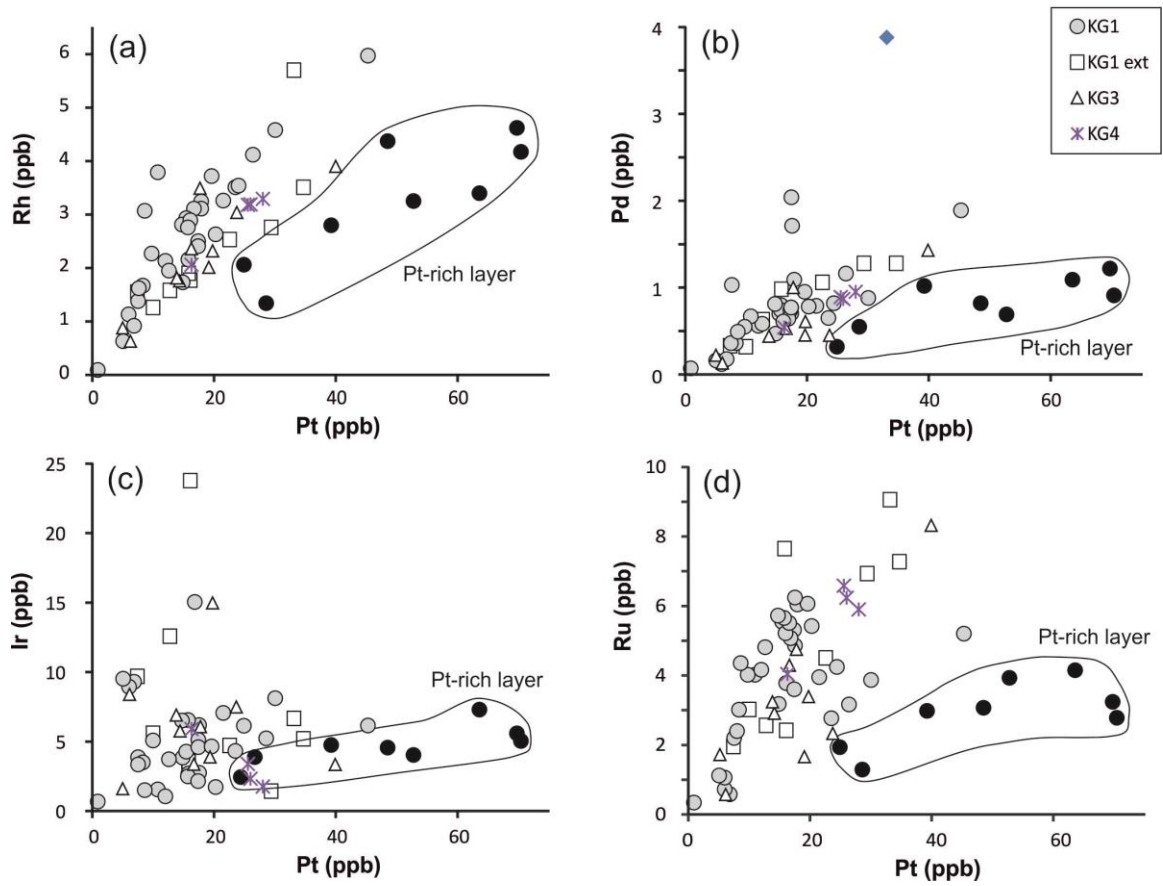 (a)
6
5
4
3
2
1
0
Rh (ppb)
Pt-rich layer
0 20 40 60
Pt (ppb)
(b)
4
3
2
1
0
Pd (ppb)
Pt-rich layer
0 20 40 60
Pt (ppb)
KG1
KG1 ext
KG3
KG4
(c)
25
20
15
10
5
0
Ir (ppb)
Pt-rich layer
0 20 40 60
Pt (ppb)
(d)
10
8
6
4
2
0
Ru (ppb)
Pt-rich layer
0 20 40 60
Pt (ppb)